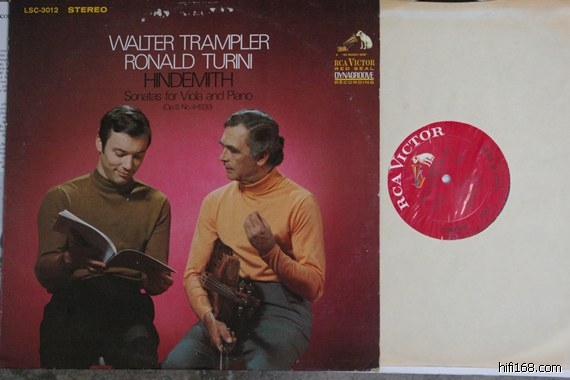 LSC-3012 STEREO
WALTER TRAMPLER
RONALD TURINI
HINDEMITH
Sonatas for Viola and Piano
RCA VICTOR
RED SEAL
DYNAGROOVE
RECORDING
RCA VICTOR
hifi168.com